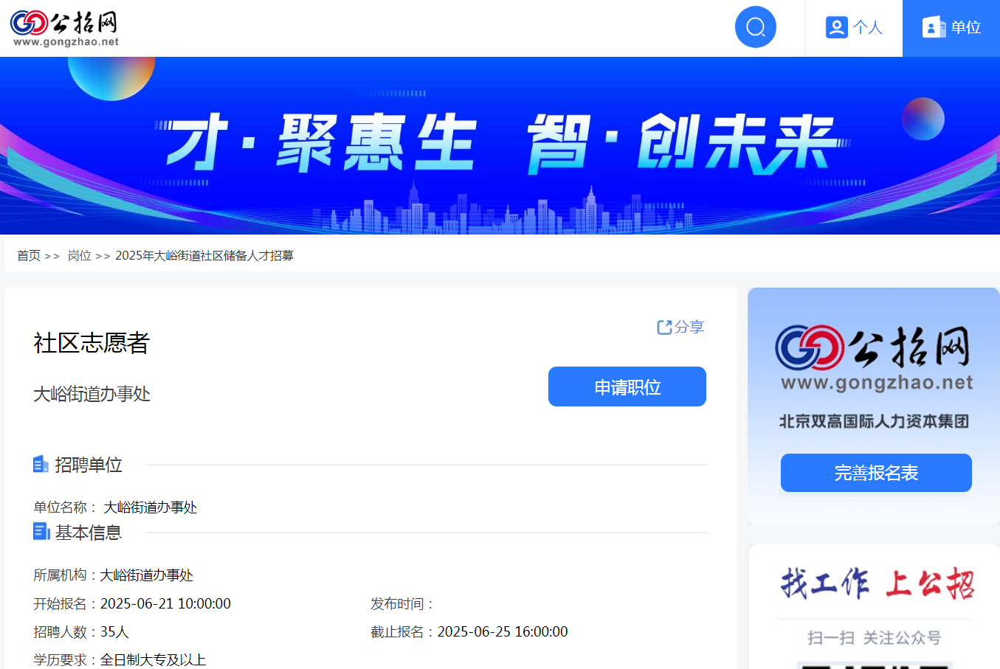 公招网
www.gongzhao.net
个人
单位
才·聚惠生 智·创未来
首页 >> 岗位 >> 2025年大峪街道社区储备人才招募
分享
社区志愿者
大峪街道办事处
申请职位
招聘单位
单位名称： 大峪街道办事处
基本信息
所属机构：大峪街道办事处
开始报名：2025-06-21 10:00:00
发布时间：
招聘人数：35人
截止报名：2025-06-25 16:00:00
学历要求：全日制大专及以上
公招网
www.gongzhao.net
北京双高国际人力资本集团
完善报名表
找工作 上公招
扫一扫 关注公众号